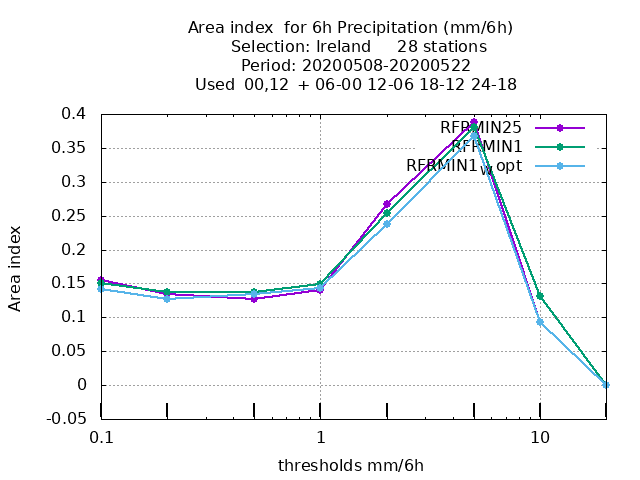 Area index  for 6h Precipitation (mm/6h)
Selection: Ireland     28 stations
Period: 20200508-20200522
Used  00,12  + 06-00 12-06 18-12 24-18
RFRMIN25
RFRMIN1
RFRMIN1wopt
0.4
0.35
0.3
0.25
0.2
0.15
0.1
0.05
0
-0.05
0.1
1
10
Area index
thresholds mm/6h